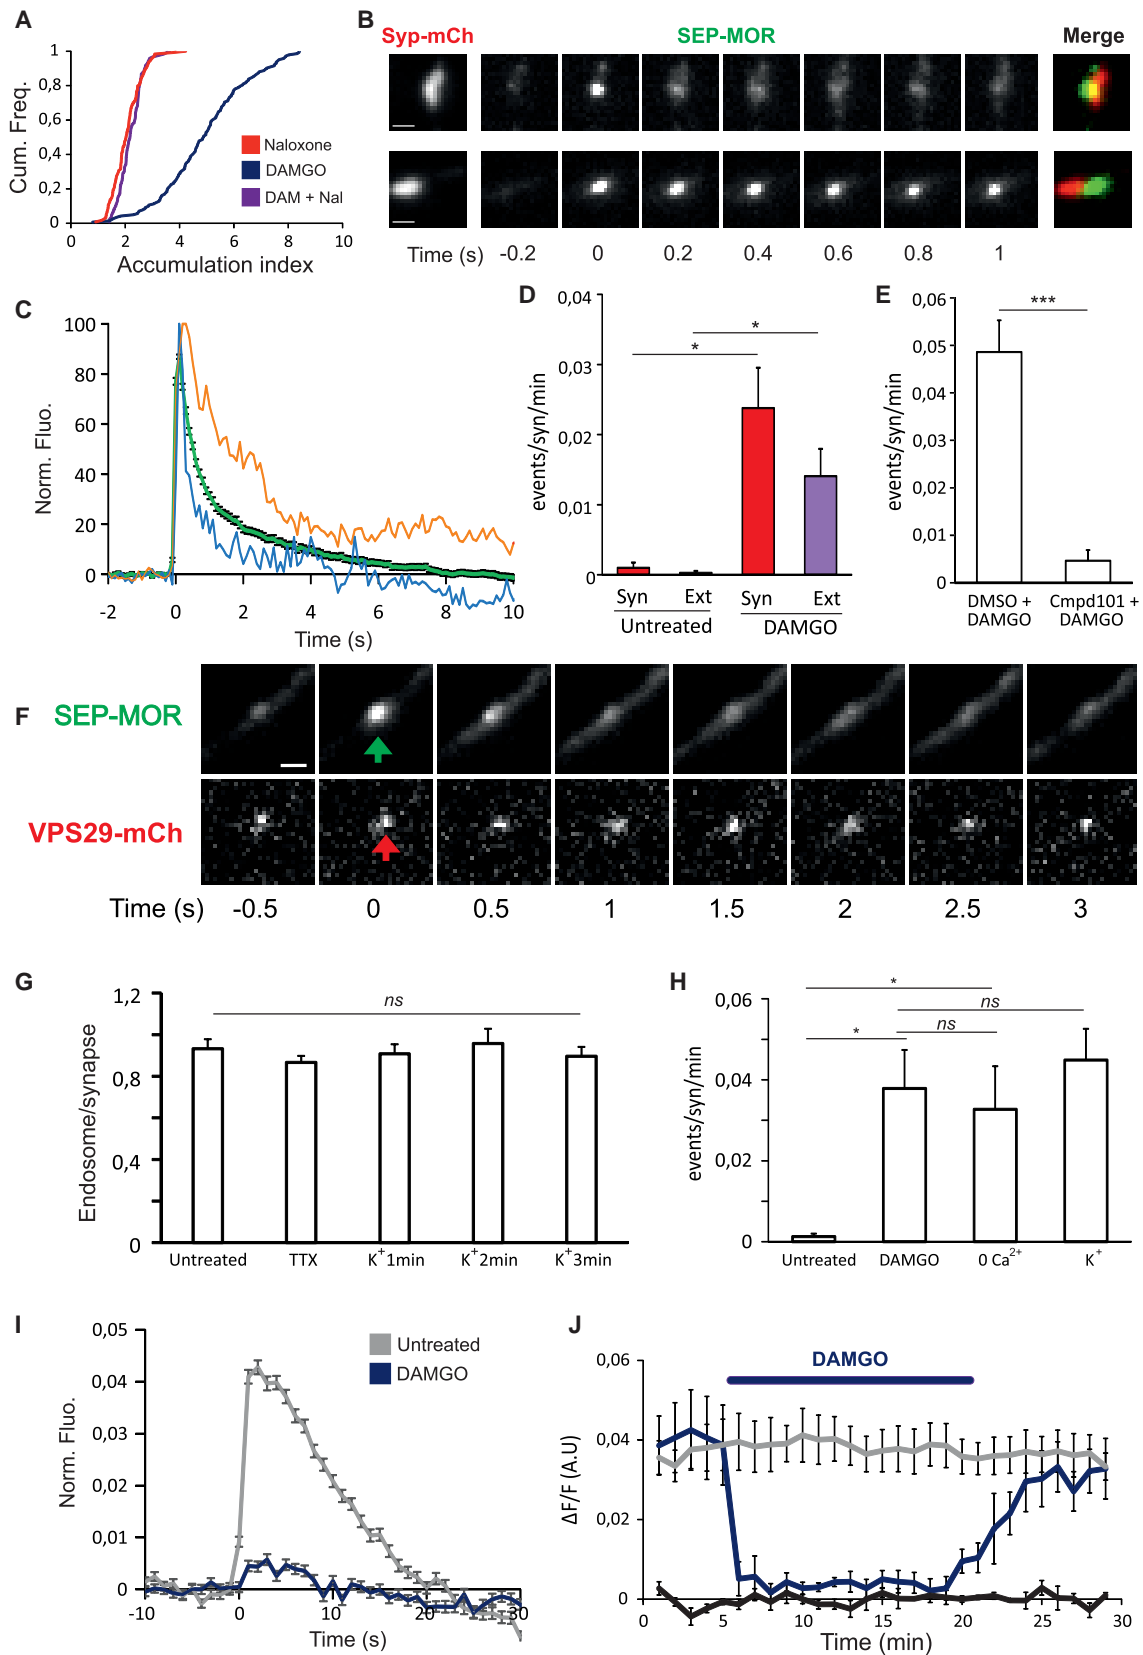 A
Cum. Freq.
1
0,8
0,6
0,4
0,2
0
Naloxone
DAMGO
DAM + Nal
0 2 4 6 8 10
Accumulation index
B
Syp-mCh SEP-MOR Merge
Time (s) -0.2 0 0.2 0.4 0.6 0.8 1
C
Norm. Fluo.
100
80
60
40
20
0
-2 0 2 4 6 8 10
Time (s)
D
events/syn/min
0,04
0,03
0,02
0,01
0
*
*
Syn Ext Syn Ext
Untreated DAMGO
E
events/syn/min
0,06
0,05
0,04
0,03
0,02
0,01
0
***
DMSO + Cmpd101 +
DAMGO DAMGO
F
SEP-MOR
VPS29-mCh
Time (s) -0.5 0 0.5 1 1.5 2 2.5 3
G
Endosome/synapse
1,2
0,8
0,4
0
ns
Untreated TTX K+1min K+2min K+3min
H
events/syn/min
0,06
0,04
0,02
0
*
ns
*
ns
Untreated DAMGO 0 Ca2+ K+
I
Norm. Fluo.
0,05
0,04
0,03
0,02
0,01
0
Untreated
DAMGO
-10 0 10 20 30
Time (s)
J
ΔF/F (A.U)
0,06
0,04
0,02
0
DAMGO
0 5 10 15 20 25 30
Time (min)